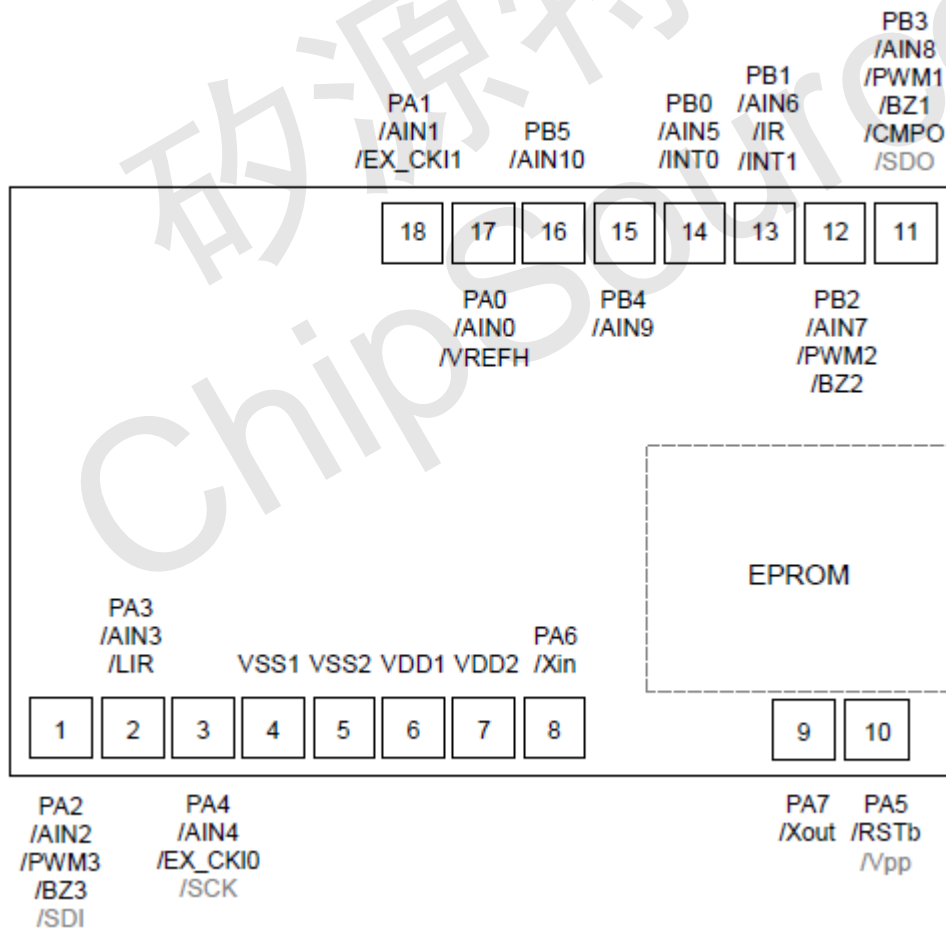 PA1
/AIN1
/EX_CKI1
PB5
/AIN10
PB0
/AIN5
/INT0
PB1
/AIN6
/IR
/INT1
PB3
/AIN8
/PWM1
/BZ1
/CMPO
/SDO
18 17 16 15 14 13 12 11
PA0
/AIN0
/VREFH
PB4
/AIN9
PB2
/AIN7
/PWM2
/BZ2
EPROM
PA3
/AIN3
/LIR
VSS1 VSS2 VDD1 VDD2
PA6
/Xin
1 2 3 4 5 6 7 8 9 10
PA2
/AIN2
/PWM3
/BZ3
/SDI
PA4
/AIN4
/EX_CKI0
/SCK
PA7
/Xout
PA5
/RSTb
/Vpp
矽源特
ChipSource